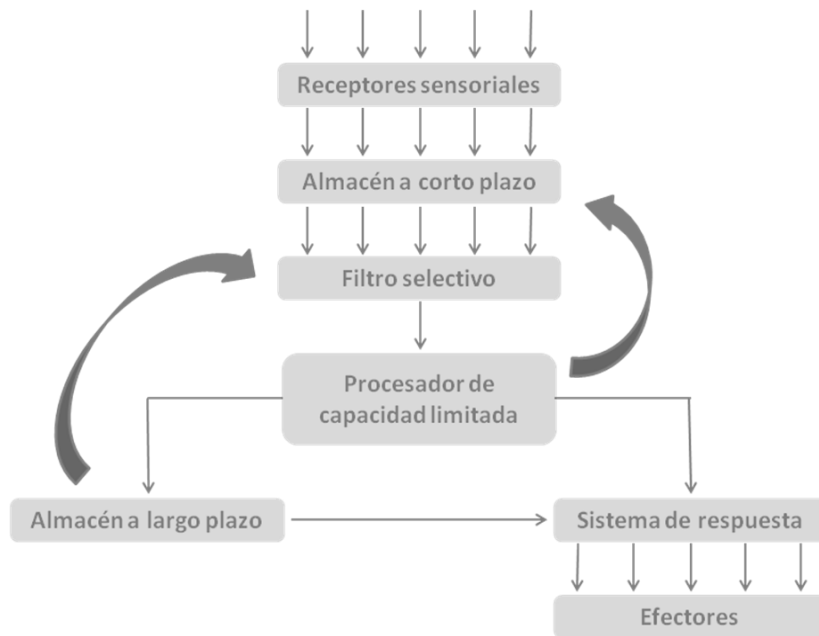 Receptores sensoriales
Almacén a corto plazo
Filtro selectivo
Procesador de
capacidad limitada
Almacén a largo plazo
Sistema de respuesta
Efectores